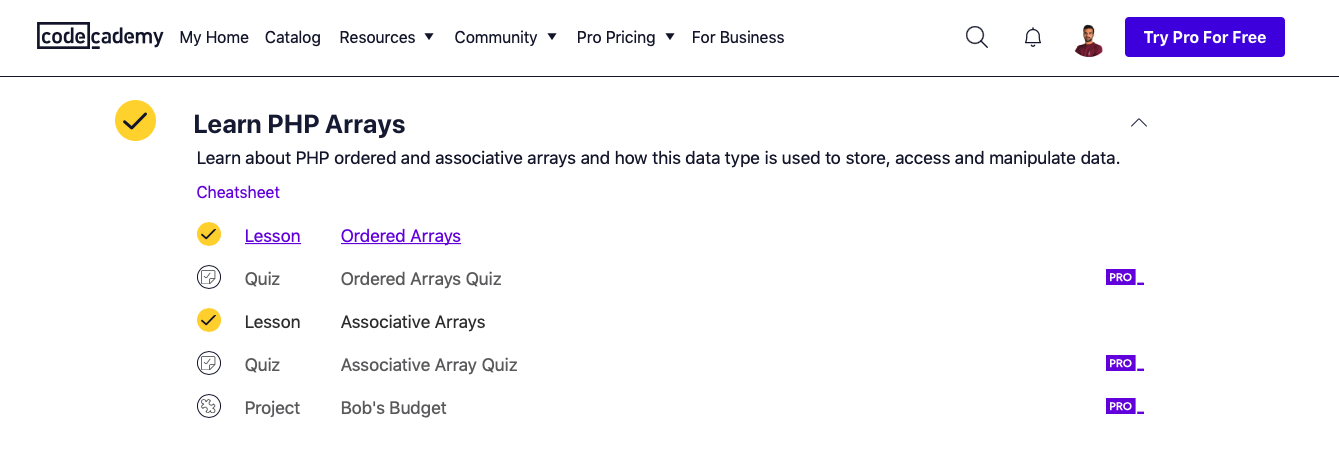 codecademy My Home Catalog Resources Community Pro Pricing For Business Try Pro For Free
Learn PHP Arrays
Learn about PHP ordered and associative arrays and how this data type is used to store, access and manipulate data.
Cheatsheet
Lesson Ordered Arrays
Quiz Ordered Arrays Quiz PRO
Lesson Associative Arrays
Quiz Associative Array Quiz PRO
Project Bob's Budget PRO